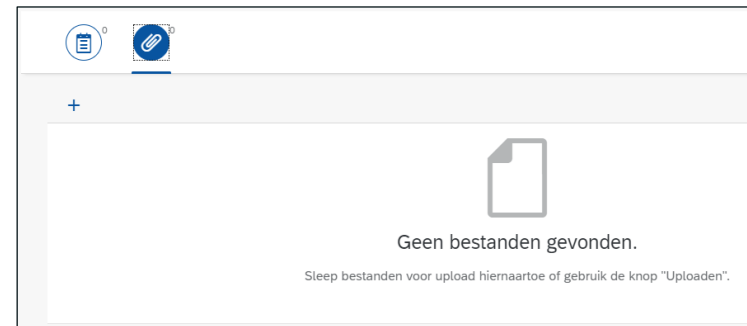 0
0
+
Geen bestanden gevonden.
Sleep bestanden voor upload hiernaartoe of gebruik de knop "Uploaden".